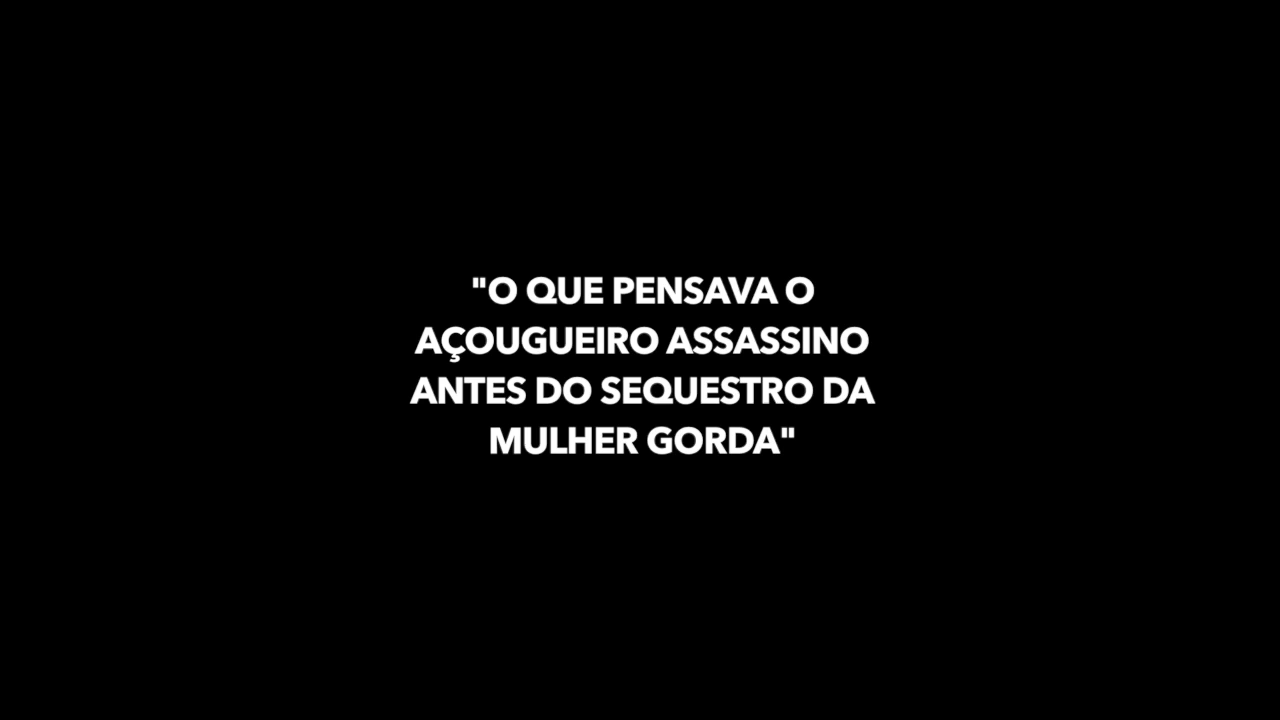 "O QUE PENSAVA O
AÇOUGUEIRO ASSASSINO
ANTES DO SEQUESTRO DA
MULHER GORDA"